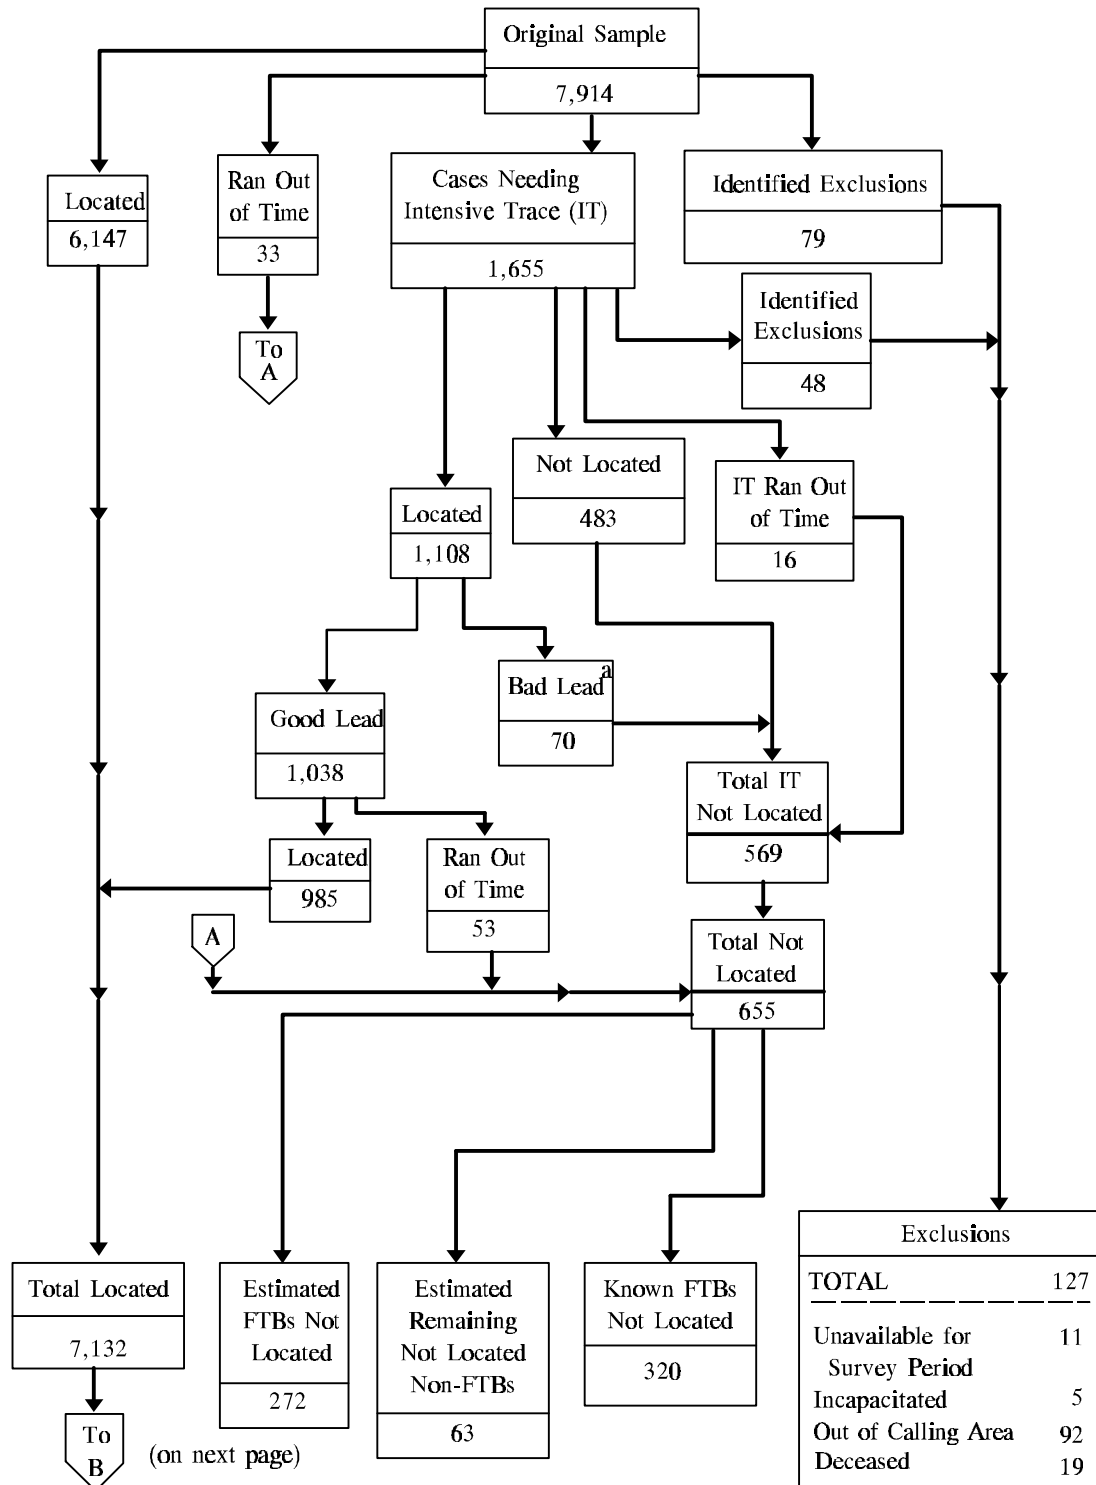 Original Sample
7,914
Located
6,147
Ran Out
of Time
33
To
A
Cases Needing
Intensive Trace (IT)
1,655
Identified Exclusions
79
Identified
Exclusions
48
Not Located
483
IT Ran Out
of Time
16
Located
1,108
Bad Lead a
70
Good Lead
1,038
Total IT
Not Located
569
Located
985
Ran Out
of Time
53
A
Total Not
Located
655
Total Located
7,132
To
B
(on next page)
Estimated
FTBs Not
Located
272
Estimated
Remaining
Not Located
Non-FTBs
63
Known FTBs
Not Located
320
Exclusions
TOTAL 127
Unavailable for 11
Survey Period
Incapacitated 5
Out of Calling Area 92
Deceased 19